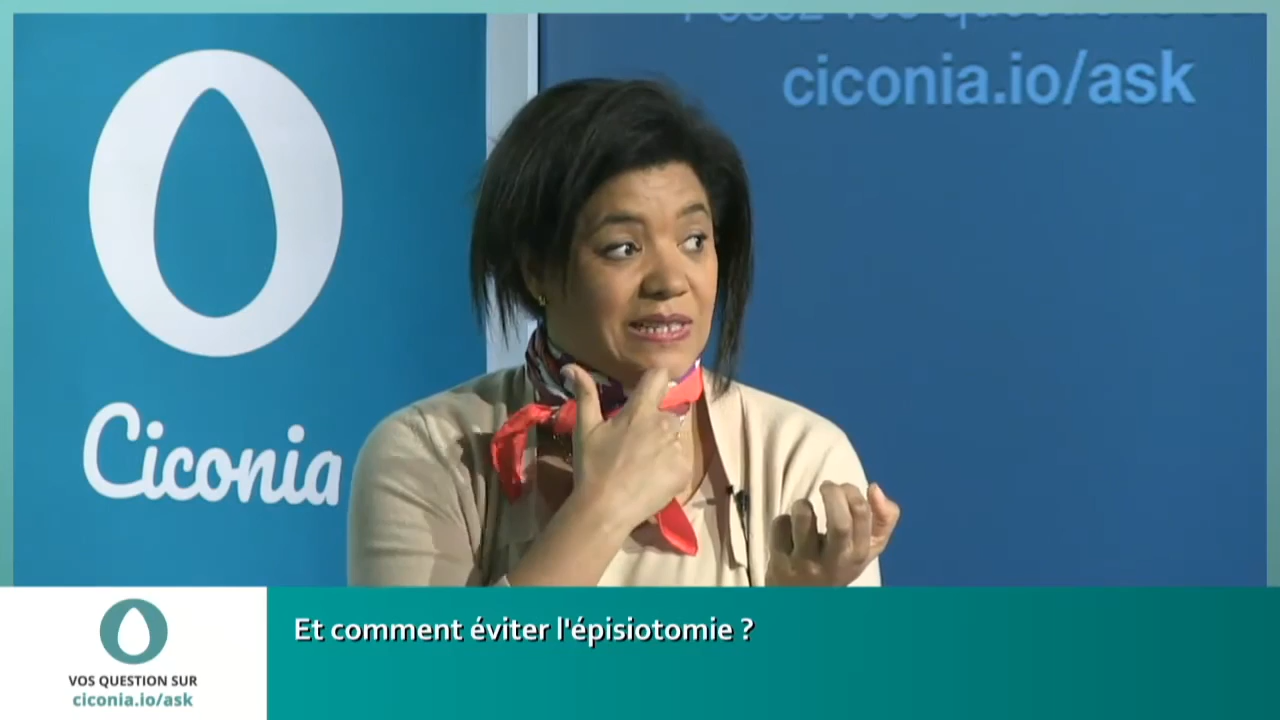 ciconia.io/ask
Ciconia
Et comment éviter l'épisiotomie ?
VOS QUESTION SUR
ciconia.io/ask